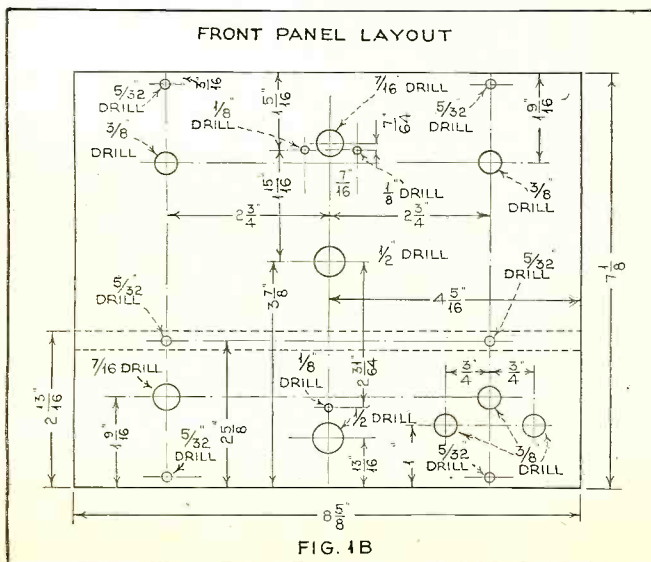 FRONT PANEL LAYOUT
5/32" DRILL
3/16"
1 5/16"
7/16" DRILL
5/32" DRILL
1 9/16"
1/8" DRILL
7/64"
3/8" DRILL
1 15/16"
7/16"
1/8" DRILL
3/8" DRILL
2 3/4"
2 3/4"
7 1/8"
1/2" DRILL
3 7/8"
5/32" DRILL
5/32" DRILL
4 5/16"
7/16 DRILL
1/8" DRILL
2 31/64"
3/4"
3/4"
2 13/16"
1 9/16"
2 5/8"
1/2 DRILL
5/32" DRILL
13/16"
1"
5/32" DRILL
3/8" DRILL
8 5/8"
FIG. 1B